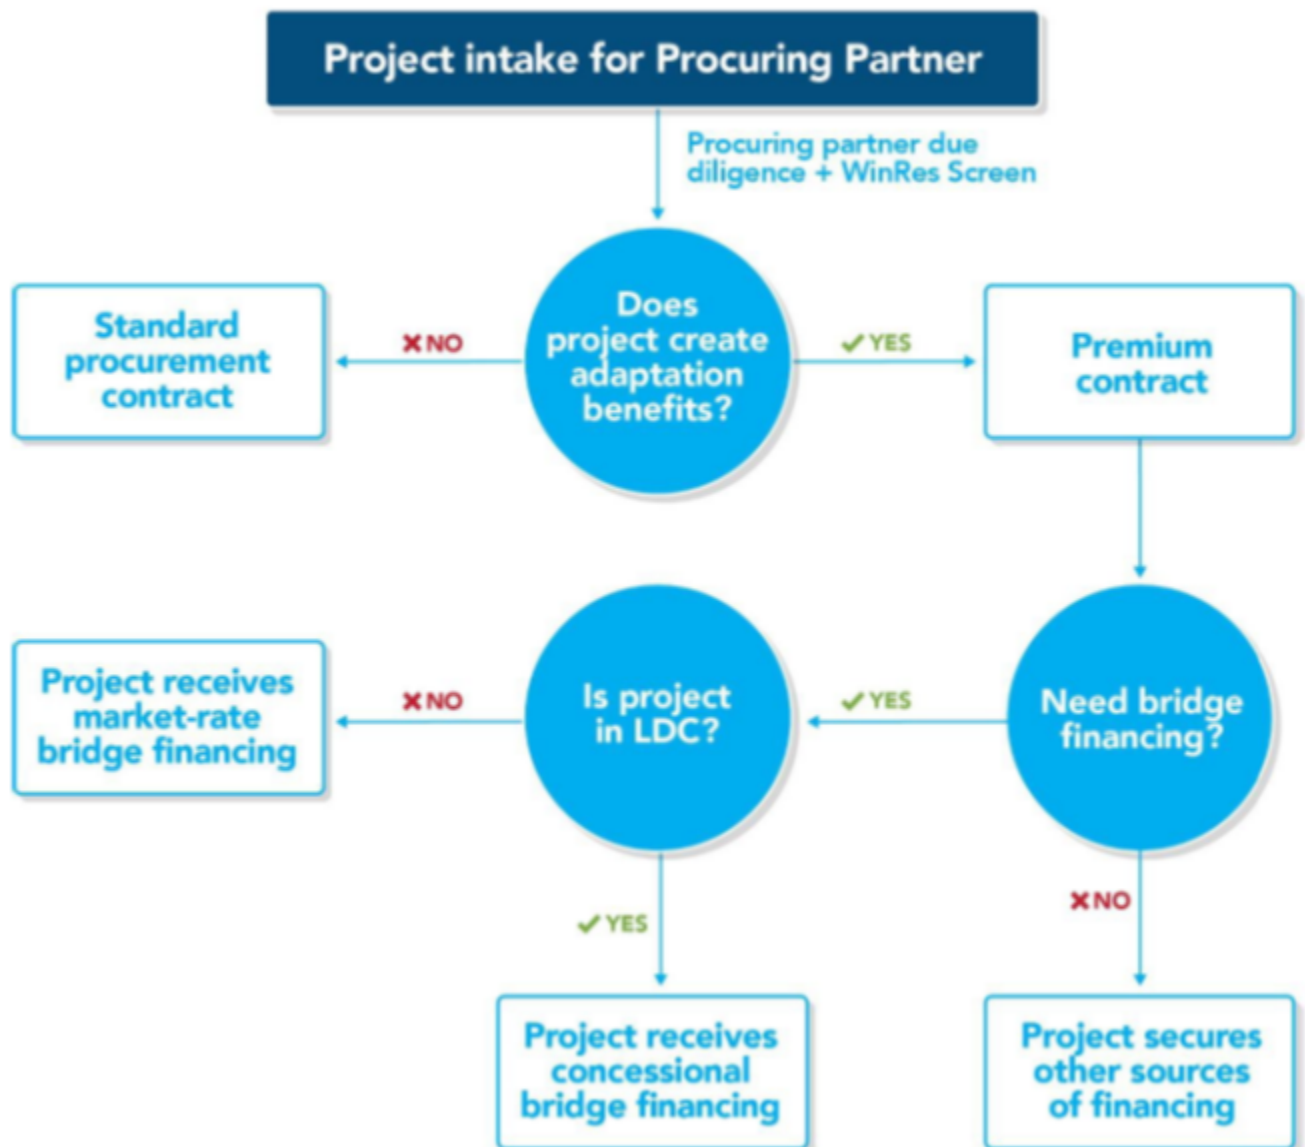 Project intake for Procuring Partner
Procuring partner due
diligence + WinRes Screen
Does
project create
adaptation
benefits?
✖ NO
Standard
procurement
contract
✔ YES
Premium
contract
Need bridge
financing?
✔ YES
Is project
in LDC?
✖ NO
Project receives
market-rate
bridge financing
✔ YES
Project receives
concessional
bridge financing
✖ NO
Project secures
other sources
of financing